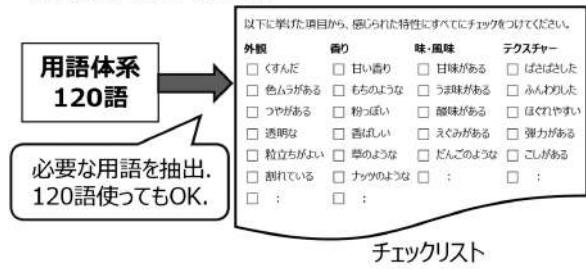 用語体系
120語
必要な用語を抽出.
120語使ってもOK.
以下に挙げた項目から、感じられた特性にすべてにチェックをつけてください。
外観 香り 味・風味 テクスチャー
□ くすんだ □ 甘い香り □ 甘味がある □ ぱさぱさした
□ 色ムラがある □ もちのような □ うま味がある □ ふんわりした
□ つやがある □ 粉っぽい □ 酸味がある □ ほぐれやすい
□ 透明な □ 香ばしい □ えぐみがある □ 弾力がある
□ 粒立ちがよい □ 草のような □ だんごのような □ こしがある
□ 割れている □ ナッツのような □ : □ :
□ : □ :
チェックリスト